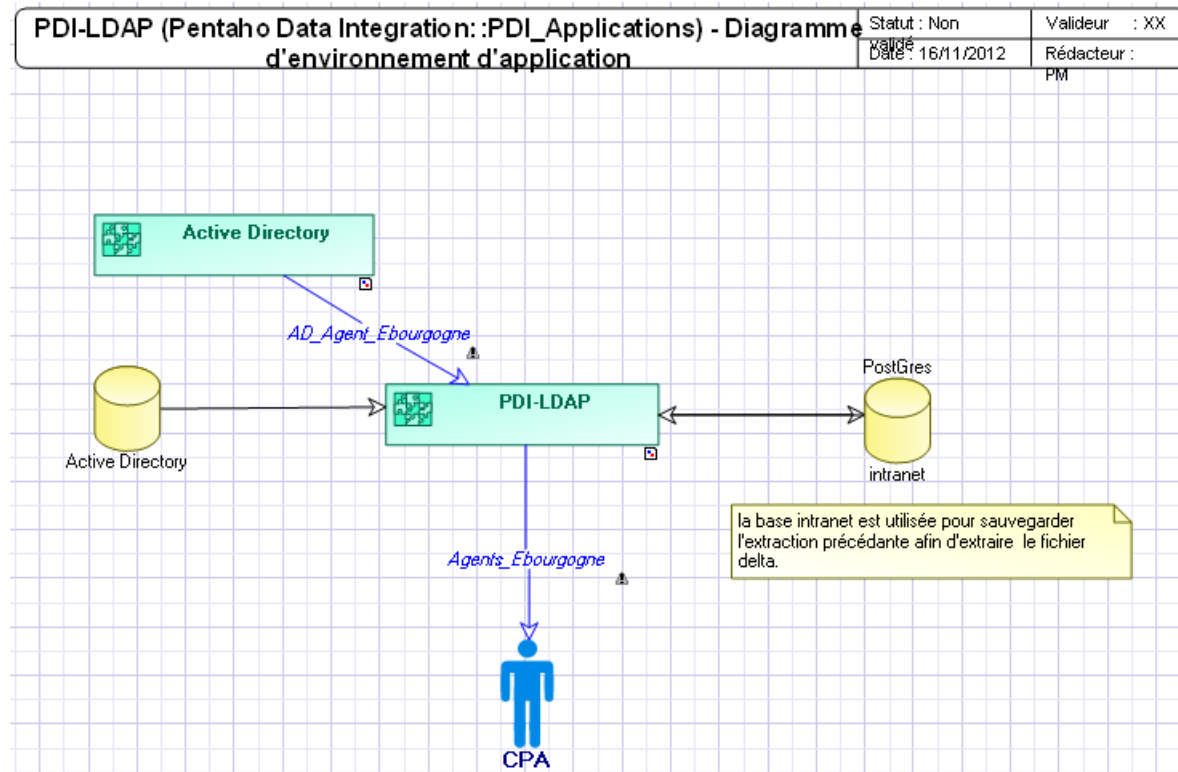 PDI-LDAP (Pentaho Data Integration::PDI_Applications) - Diagramme
d'environnement d'application
Statut : Non
validé
Valideur : XX
Date : 16/11/2012
Rédacteur :
PM
Active Directory
AD_Agent_Ebourgogne
PostGres
PDI-LDAP
Active Directory
intranet
la base intranet est utilisée pour sauvegarder
l'extraction précédante afin d'extraire le fichier
delta.
Agents_Ebourgogne
CPA